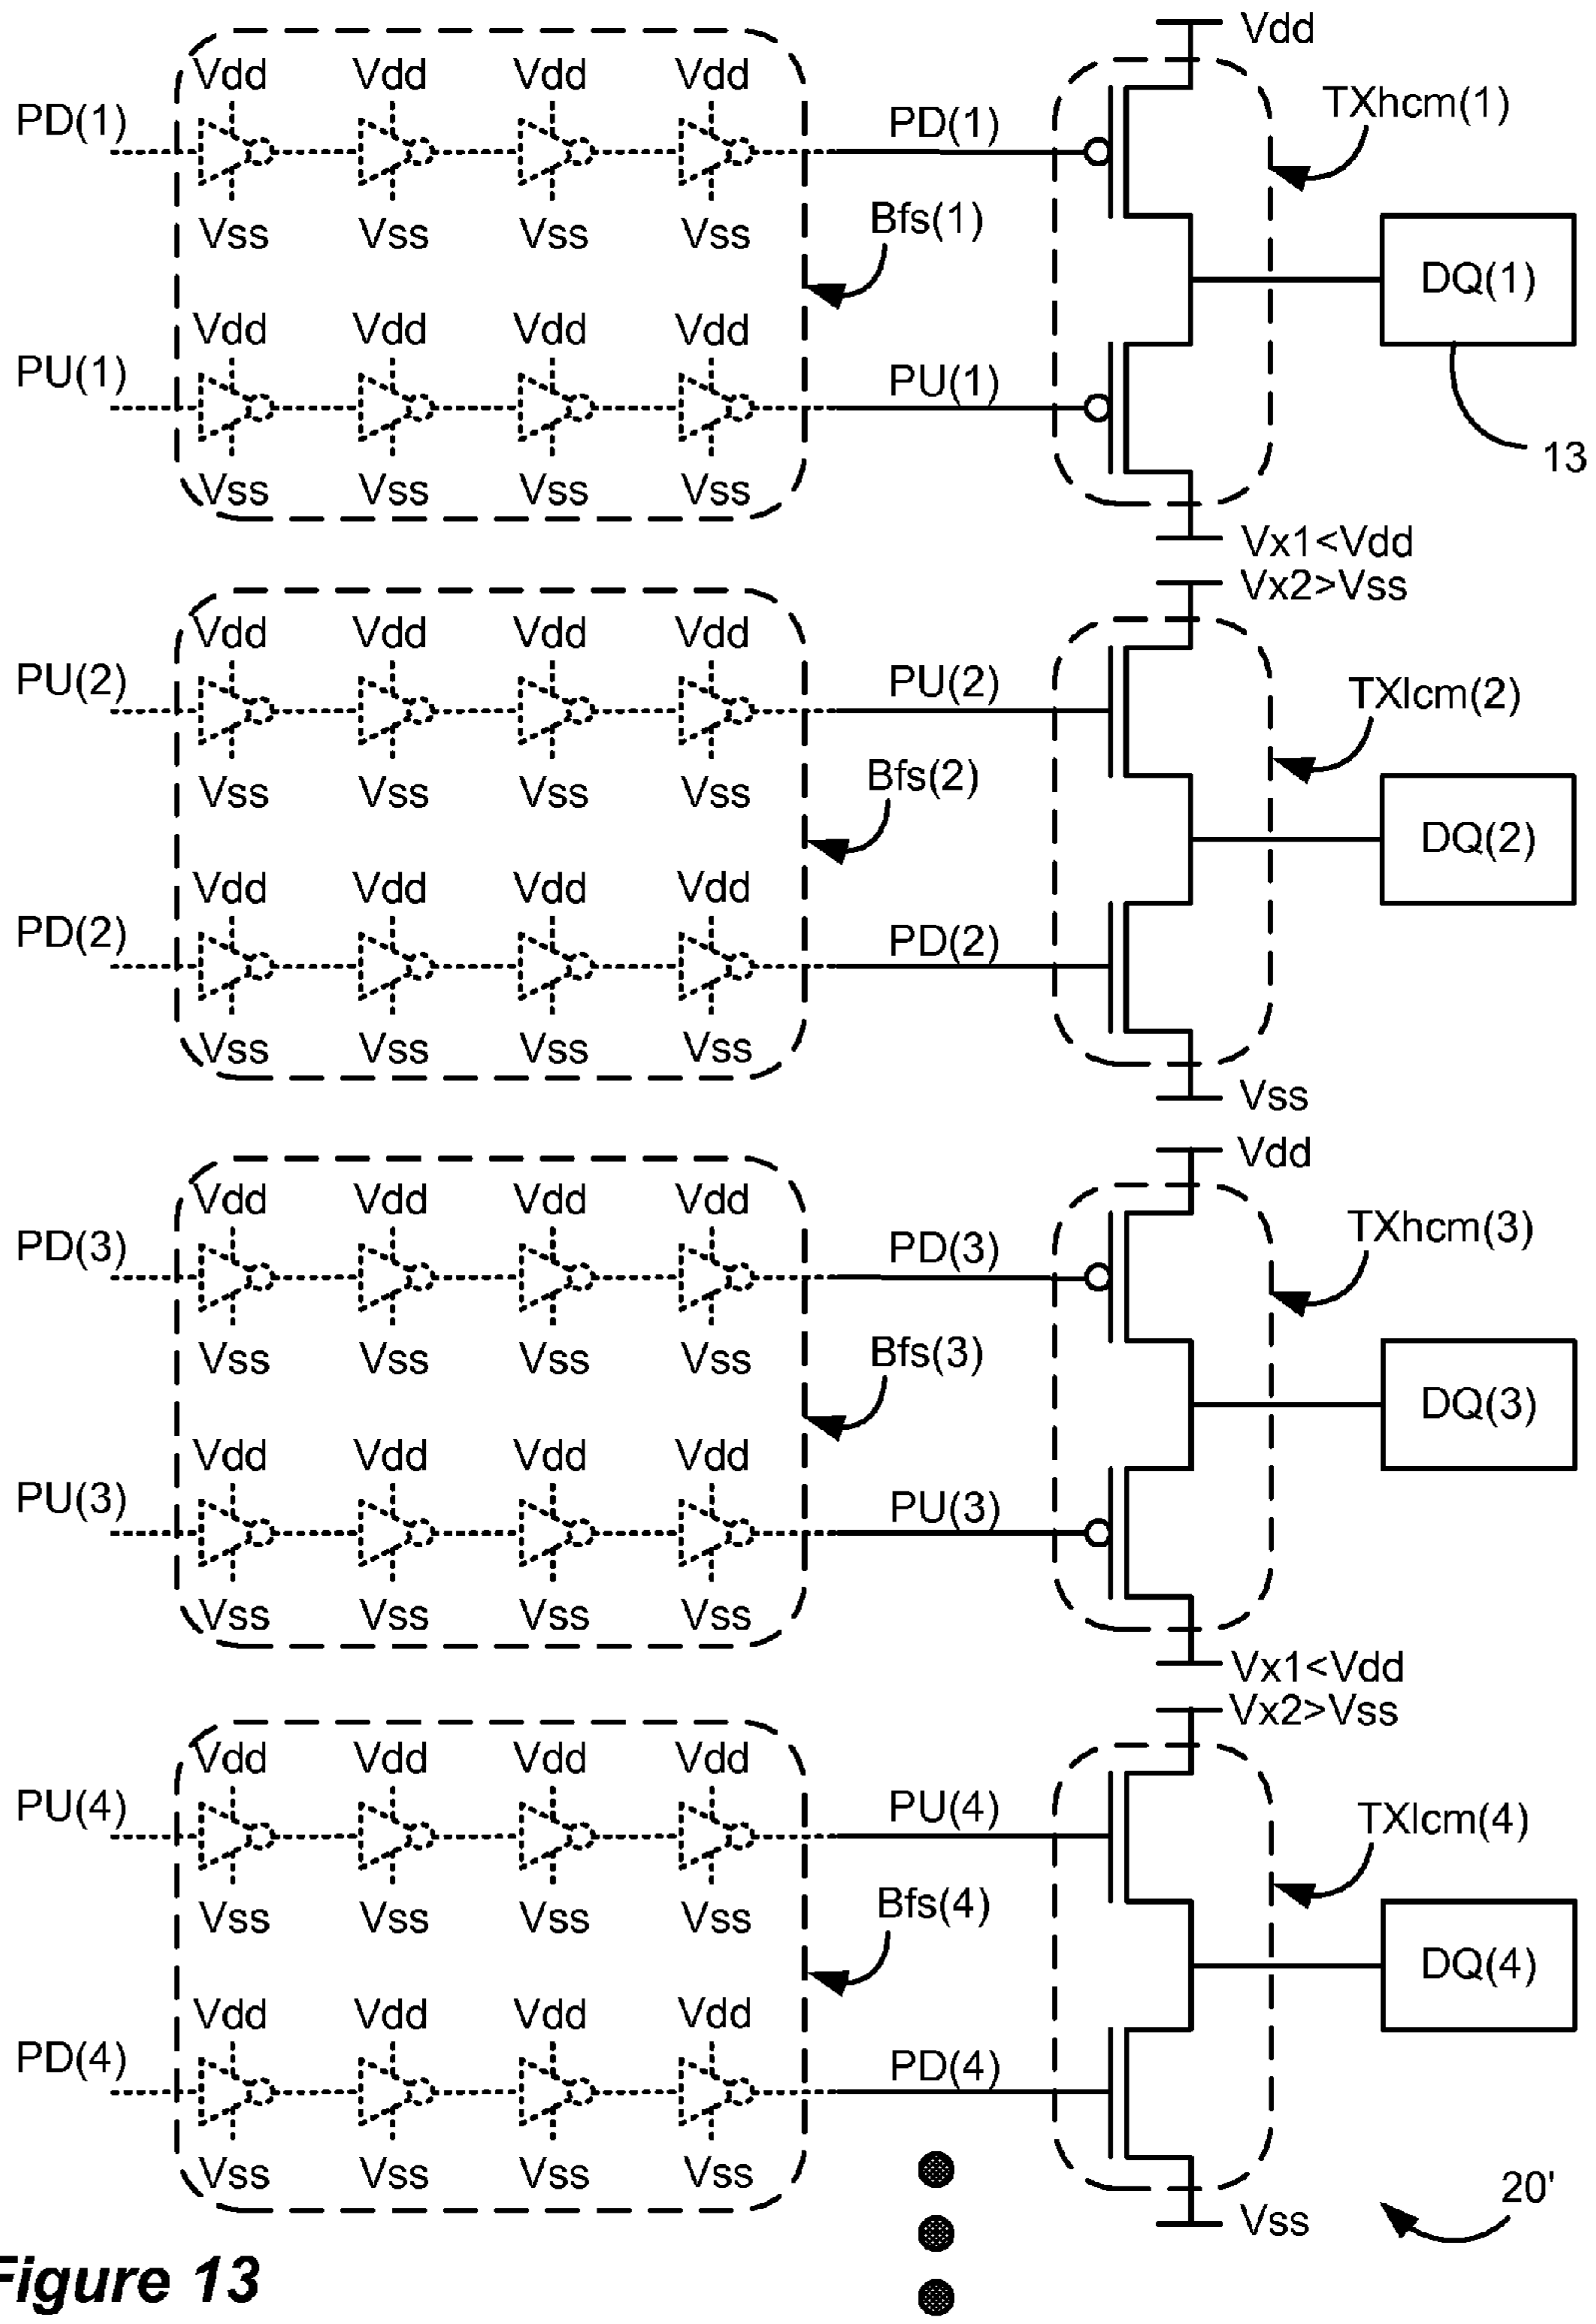 Vdd
Vdd Vdd Vdd Vdd
PD(1) PD(1) TXhcm(1)
Vss Vss Vss Vss
Bfs(1)
DQ(1)
Vdd Vdd Vdd Vdd
PU(1) PU(1)
13
Vss Vss Vss Vss
Vx1<Vdd
Vx2>Vss
Vdd Vdd Vdd Vdd
PU(2) PU(2) TXlcm(2)
Vss Vss Vss Vss
Bfs(2)
DQ(2)
Vdd Vdd Vdd Vdd
PD(2) PD(2)
Vss Vss Vss Vss
Vss
Vdd
Vdd Vdd Vdd Vdd
PD(3) PD(3) TXhcm(3)
Vss Vss Vss Vss
Bfs(3)
DQ(3)
Vdd Vdd Vdd Vdd
PU(3) PU(3)
Vss Vss Vss Vss
Vx1<Vdd
Vx2>Vss
Vdd Vdd Vdd Vdd
PU(4) PU(4) TXlcm(4)
Vss Vss Vss Vss
Bfs(4)
DQ(4)
Vdd Vdd Vdd Vdd
PD(4) PD(4)
Vss Vss Vss Vss
20'
Vss
Figure 13